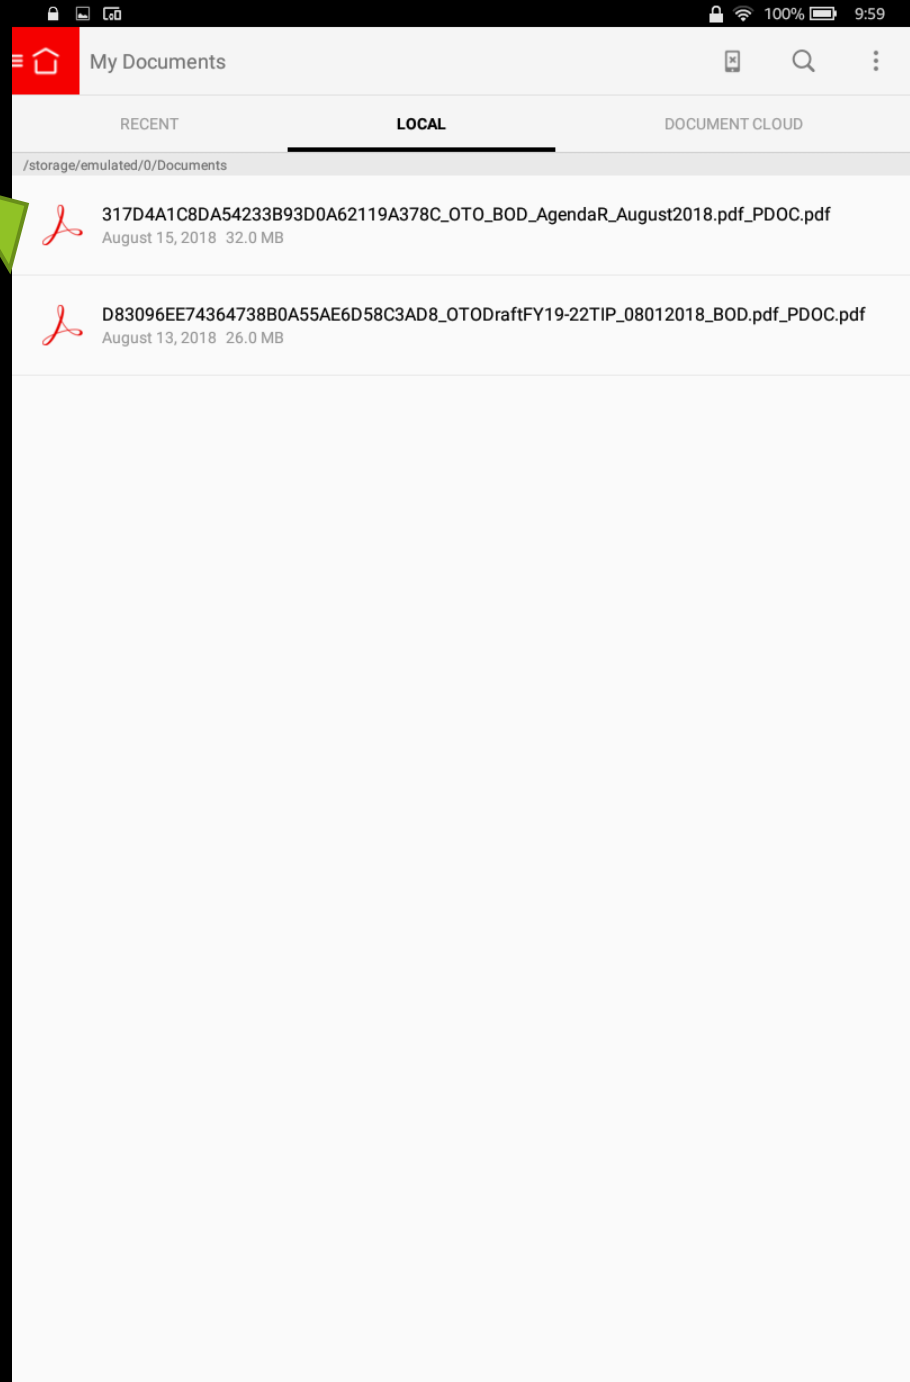 100% 9:59
My Documents
RECENT LOCAL DOCUMENT CLOUD
/storage/emulated/0/Documents
317D4A1C8DA54233B93D0A62119A378C_OTO_BOD_AgendaR_August2018.pdf_PDOC.pdf
August 15, 2018 32.0 MB
D83096EE74364738B0A55AE6D58C3AD8_OTODraftFY19-22TIP_08012018_BOD.pdf_PDOC.pdf
August 13, 2018 26.0 MB